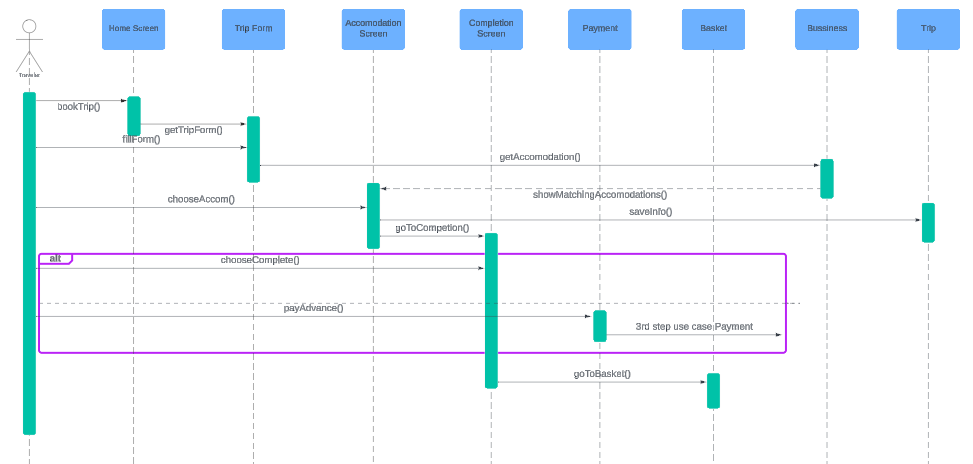 Home Screen
Trip Form
Accomodation
Screen
Completion
Screen
Payment
Basket
Bussiness
Trip
Traveler
bookTrip()
getTripForm()
fillForm()
getAccomodation()
showMatchingAccomodations()
chooseAccom()
saveInfo()
goToCompetion()
alt
chooseComplete()
payAdvance()
3rd step use case Payment
goToBasket()